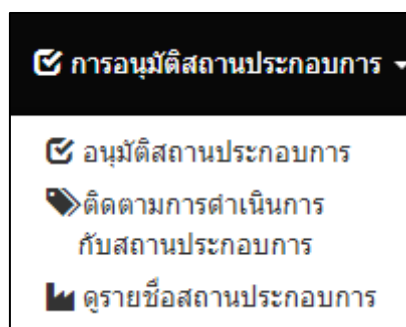 การอนุมัติสถานประกอบการ
อนุมัติสถานประกอบการ
ติดตามการดำเนินการ
กับสถานประกอบการ
ดูรายชื่อสถานประกอบการ